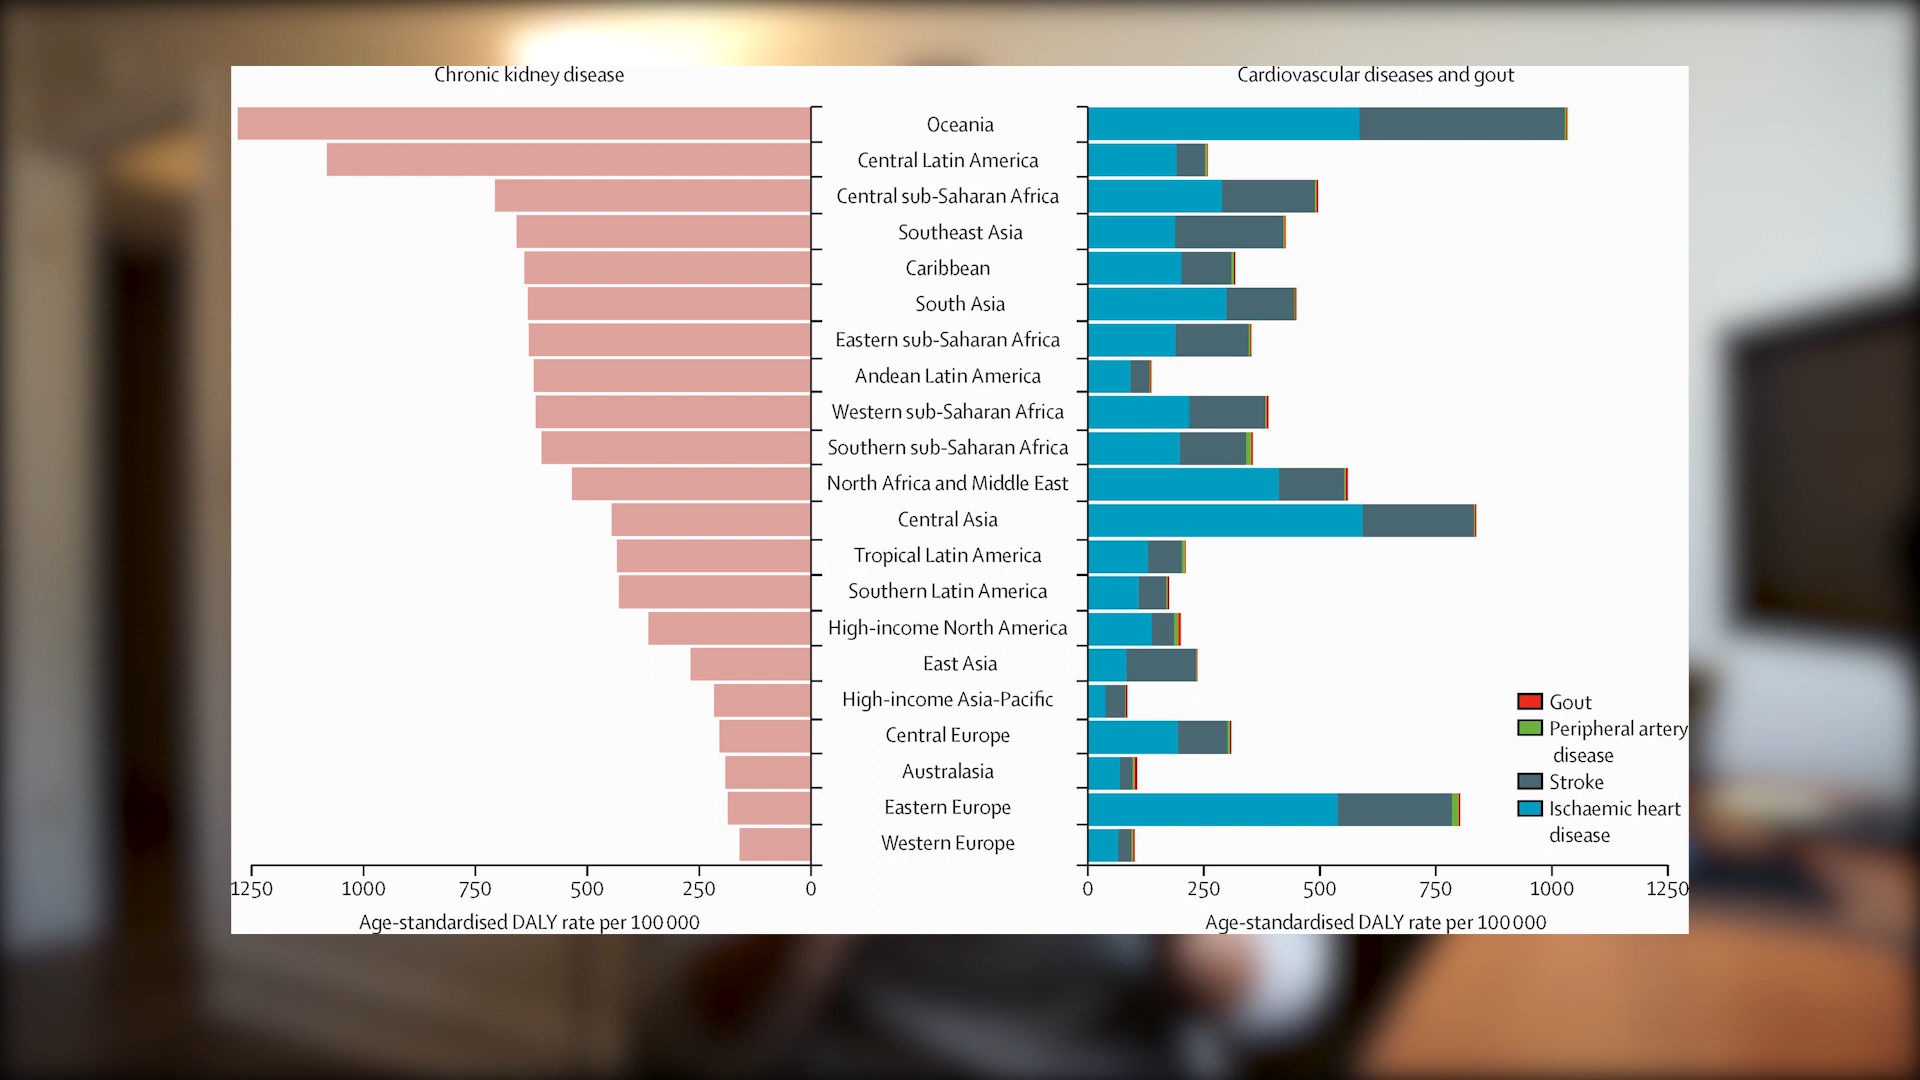 Chronic kidney disease
Cardiovascular diseases and gout
Oceania
Central Latin America
Central sub-Saharan Africa
Southeast Asia
Caribbean
South Asia
Eastern sub-Saharan Africa
Andean Latin America
Western sub-Saharan Africa
Southern sub-Saharan Africa
North Africa and Middle East
Central Asia
Tropical Latin America
Southern Latin America
High-income North America
East Asia
High-income Asia-Pacific
Central Europe
Australasia
Eastern Europe
Western Europe
Gout
Peripheral artery
disease
Stroke
Ischaemic heart
disease
1250 1000 750 500 250 0
0 250 500 750 1000 1250
Age-standardised DALY rate per 100 000
Age-standardised DALY rate per 100 000